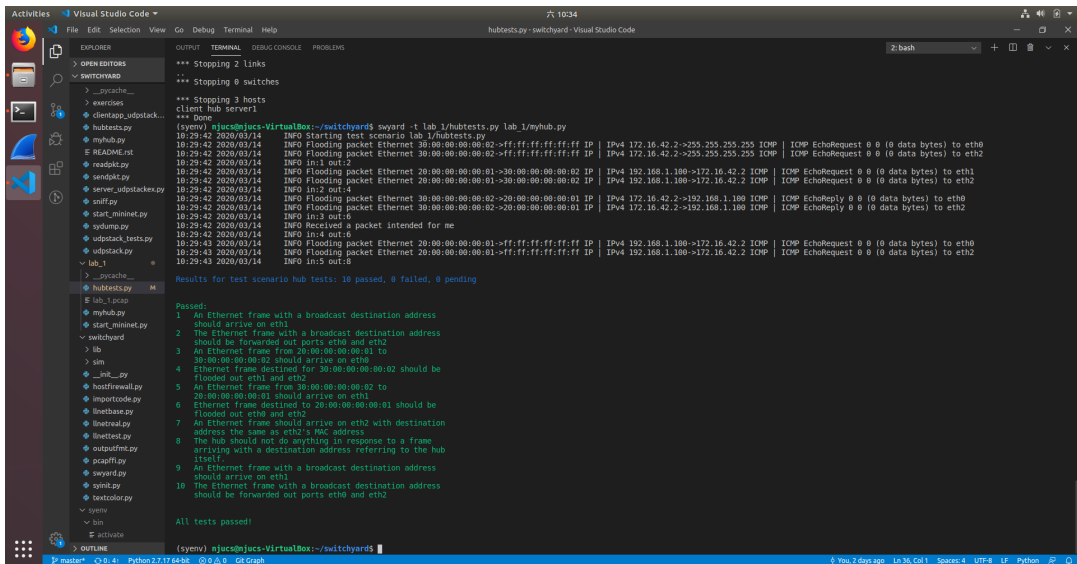 Activities Visual Studio Code 六 10:34
File Edit Selection View Go Debug Terminal Help hubtests.py - switchyard - Visual Studio Code
EXPLORER
OPEN EDITORS
SWITCHYARD
__pycache__
exercises
clientapp_udpstack...
hubtests.py
myhub.py
README.rst
readpkt.py
sendpkt.py
server_udpstackex.py
sniff.py
start_mininet.py
sydump.py
udpstack_tests.py
udpstack.py
lab_1
__pycache__
hubtests.py M
lab_1.pcap
myhub.py
start_mininet.py
switchyard
lib
sim
__init__.py
hostfirewall.py
importcode.py
llnetbase.py
llnetreal.py
llnettest.py
outputfmt.py
pcapffi.py
swyard.py
syinit.py
textcolor.py
syenv
bin
activate
OUTLINE
OUTPUT TERMINAL DEBUG CONSOLE PROBLEMS 2: bash
*** Stopping 2 links
..
*** Stopping 0 switches
*** Stopping 3 hosts
client hub server1
*** Done
(syenv) njucs@njucs-VirtualBox:~/switchyard$ swyard -t lab_1/hubtests.py lab_1/myhub.py
10:29:42 2020/03/14 INFO Starting test scenario lab_1/hubtests.py
10:29:42 2020/03/14 INFO Flooding packet Ethernet 30:00:00:00:00:02->ff:ff:ff:ff:ff:ff IP | IPv4 172.16.42.2->255.255.255.255 ICMP | ICMP EchoRequest 0 0 (0 data bytes) to eth0
10:29:42 2020/03/14 INFO Flooding packet Ethernet 30:00:00:00:00:02->ff:ff:ff:ff:ff:ff IP | IPv4 172.16.42.2->255.255.255.255 ICMP | ICMP EchoRequest 0 0 (0 data bytes) to eth2
10:29:42 2020/03/14 INFO in:1 out:2
10:29:42 2020/03/14 INFO Flooding packet Ethernet 20:00:00:00:00:01->30:00:00:00:00:02 IP | IPv4 192.168.1.100->172.16.42.2 ICMP | ICMP EchoRequest 0 0 (0 data bytes) to eth1
10:29:42 2020/03/14 INFO Flooding packet Ethernet 20:00:00:00:00:01->30:00:00:00:00:02 IP | IPv4 192.168.1.100->172.16.42.2 ICMP | ICMP EchoRequest 0 0 (0 data bytes) to eth2
10:29:42 2020/03/14 INFO in:2 out:4
10:29:42 2020/03/14 INFO Flooding packet Ethernet 30:00:00:00:00:02->20:00:00:00:00:01 IP | IPv4 172.16.42.2->192.168.1.100 ICMP | ICMP EchoReply 0 0 (0 data bytes) to eth0
10:29:42 2020/03/14 INFO Flooding packet Ethernet 30:00:00:00:00:02->20:00:00:00:00:01 IP | IPv4 172.16.42.2->192.168.1.100 ICMP | ICMP EchoReply 0 0 (0 data bytes) to eth2
10:29:42 2020/03/14 INFO in:3 out:6
10:29:42 2020/03/14 INFO Received a packet intended for me
10:29:42 2020/03/14 INFO in:4 out:6
10:29:43 2020/03/14 INFO Flooding packet Ethernet 20:00:00:00:00:01->ff:ff:ff:ff:ff:ff IP | IPv4 192.168.1.100->172.16.42.2 ICMP | ICMP EchoRequest 0 0 (0 data bytes) to eth0
10:29:43 2020/03/14 INFO Flooding packet Ethernet 20:00:00:00:00:01->ff:ff:ff:ff:ff:ff IP | IPv4 192.168.1.100->172.16.42.2 ICMP | ICMP EchoRequest 0 0 (0 data bytes) to eth2
10:29:43 2020/03/14 INFO in:5 out:8
Results for test scenario hub tests: 10 passed, 0 failed, 0 pending
Passed:
1 An Ethernet frame with a broadcast destination address
should arrive on eth1
2 The Ethernet frame with a broadcast destination address
should be forwarded out ports eth0 and eth2
3 An Ethernet frame from 20:00:00:00:00:01 to
30:00:00:00:00:02 should arrive on eth0
4 Ethernet frame destined for 30:00:00:00:00:02 should be
flooded out eth1 and eth2
5 An Ethernet frame from 30:00:00:00:00:02 to
20:00:00:00:00:01 should arrive on eth1
6 Ethernet frame destined to 20:00:00:00:00:01 should be
flooded out eth0 and eth2
7 An Ethernet frame should arrive on eth2 with destination
address the same as eth2's MAC address
8 The hub should not do anything in response to a frame
arriving with a destination address referring to the hub
itself.
9 An Ethernet frame with a broadcast destination address
should arrive on eth1
10 The Ethernet frame with a broadcast destination address
should be forwarded out ports eth0 and eth2
All tests passed!
(syenv) njucs@njucs-VirtualBox:~/switchyard$
master* 0↓ 4↑ Python 2.7.17 64-bit 0 0 Git Graph You, 2 days ago Ln 36, Col 1 Spaces: 4 UTF-8 LF Python